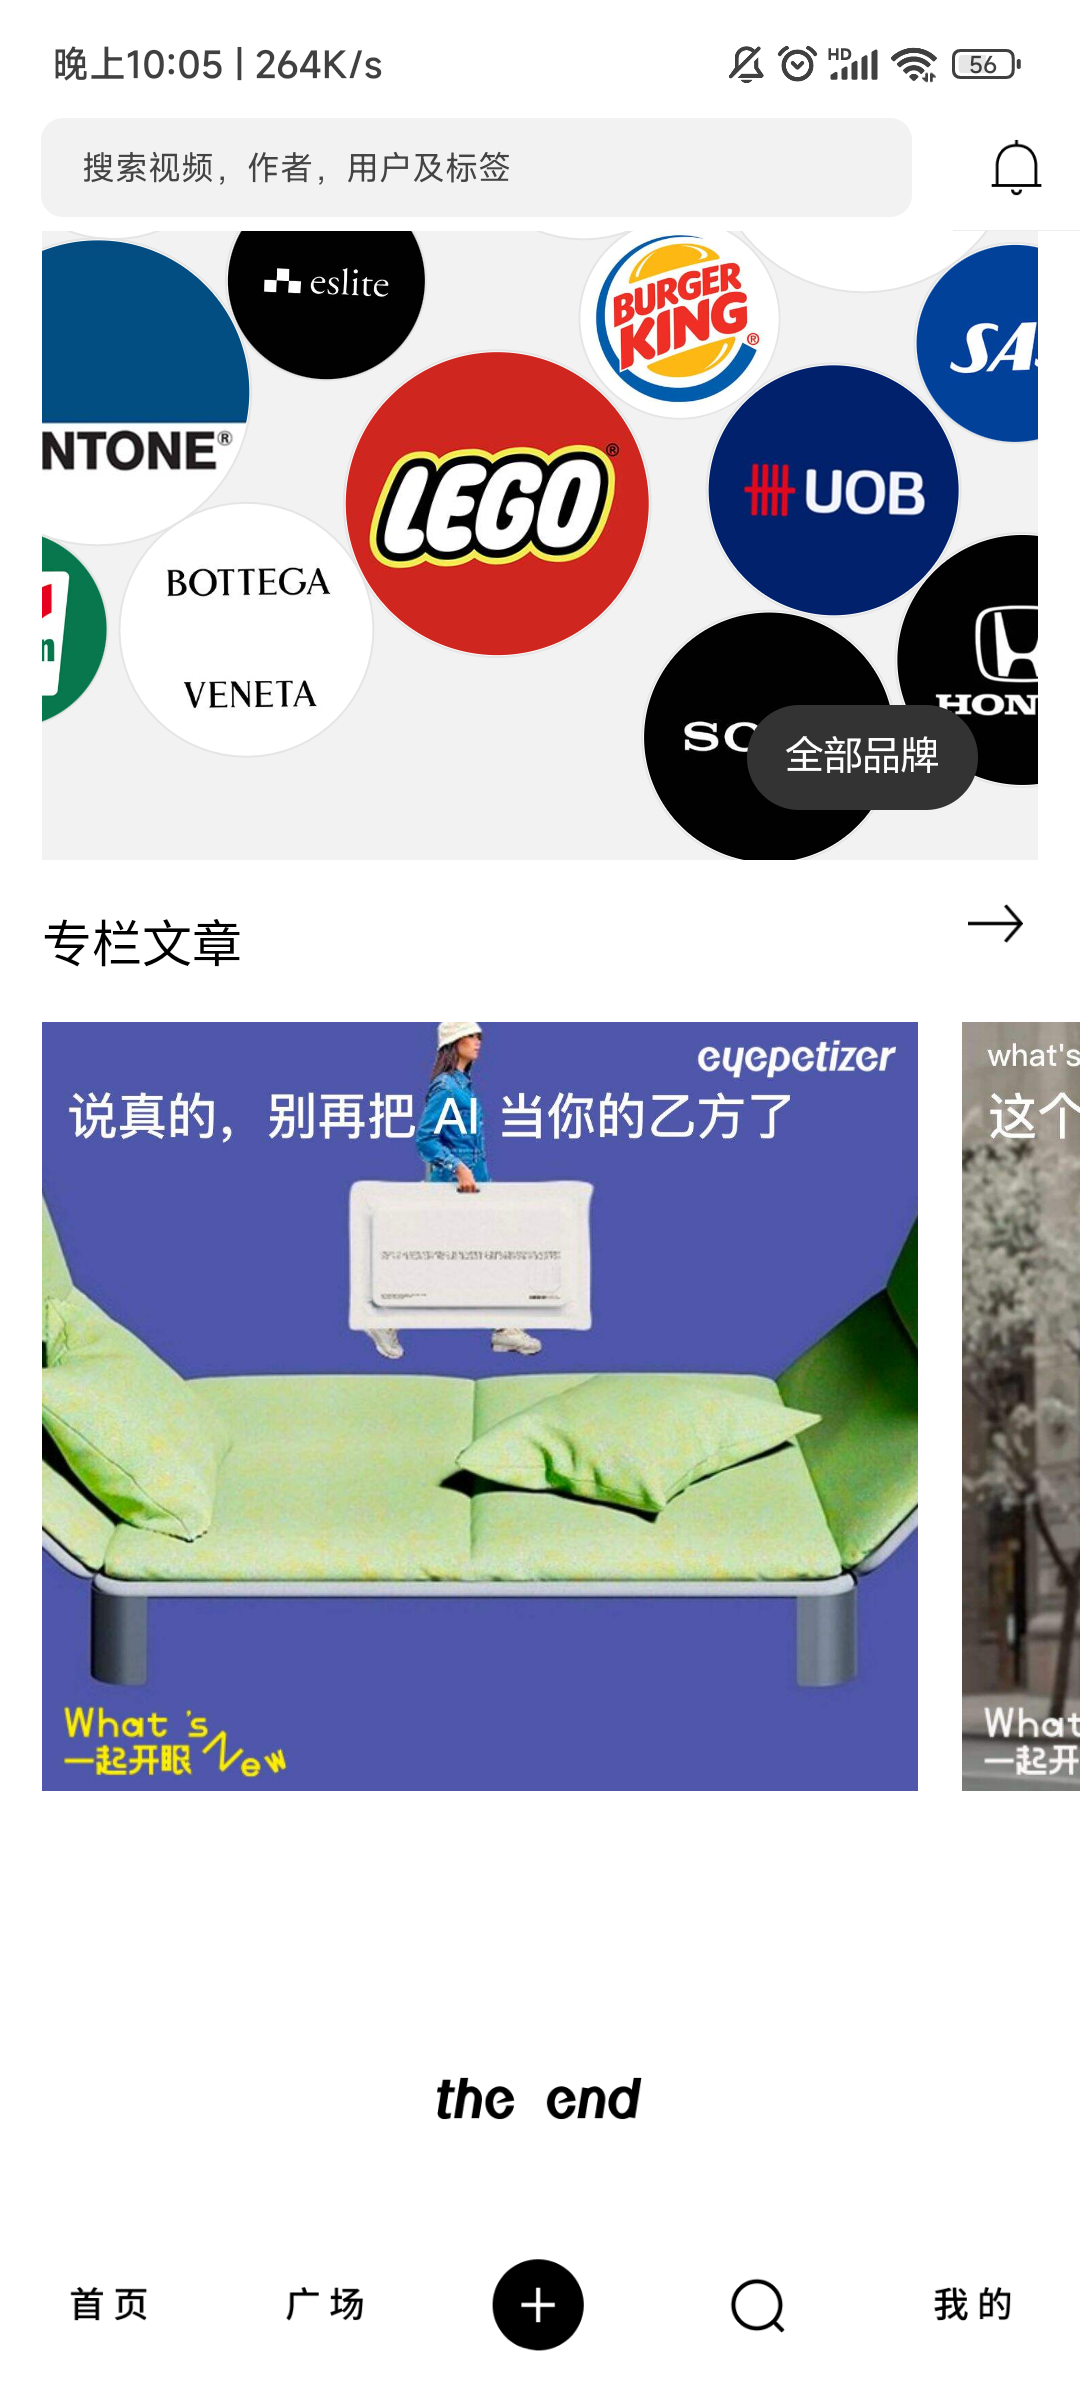 晚上10:05 | 264K/s
HD
56
搜索视频，作者，用户及标签
eslite
BURGER
KING®
SAS
NTONE®
LEGO®
UOB
BOTTEGA
VENETA
n
HON
SO
全部品牌
专栏文章
eyepetizer
what's
说真的，别再把 AI 当你的乙方了
这个
What's New
一起开眼
What
一起开
the end
首页
广场
我的